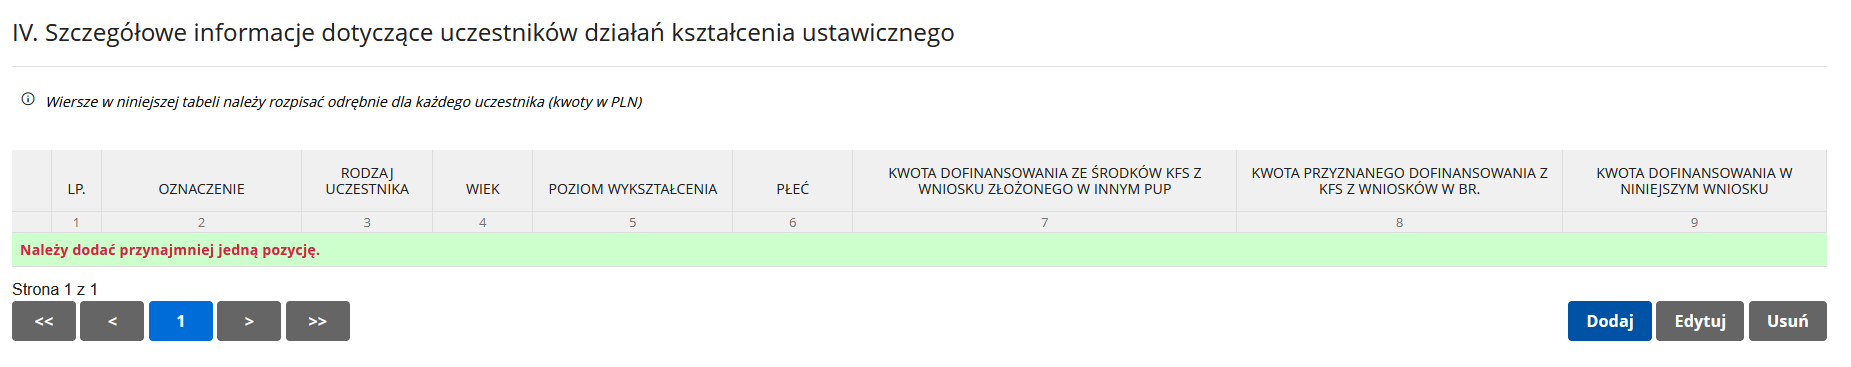 IV. Szczegółowe informacje dotyczące uczestników działań kształcenia ustawicznego
Wiersze w niniejszej tabeli należy rozpisać odrębnie dla każdego uczestnika (kwoty w PLN)
LP.
OZNACZENIE
RODZAJ
UCZESTNIKA
WIEK
POZIOM WYKSZTAŁCENIA
PŁEĆ
KWOTA DOFINANSOWANIA ZE ŚRODKÓW KFS Z
WNIOSKU ZŁOŻONEGO W INNYM PUP
KWOTA PRZYZNANEGO DOFINANSOWANIA Z
KFS Z WNIOSKÓW W BR.
KWOTA DOFINANSOWANIA W
NINIEJSZYM WNIOSKU
1 2 3 4 5 6 7 8 9
Należy dodać przynajmniej jedną pozycję.
Strona 1 z 1
<< < 1 > >> Dodaj Edytuj Usuń